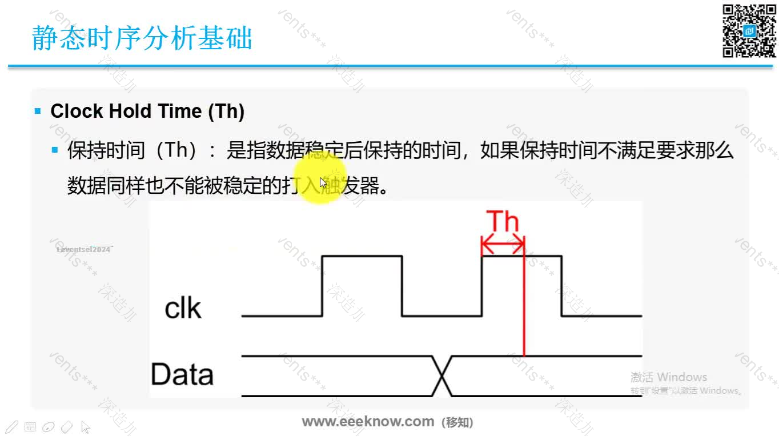 静态时序分析基础
Clock Hold Time (Th)
保持时间（Th）：是指数据稳定后保持的时间，如果保持时间不满足要求那么
数据同样也不能被稳定的打入触发器。
Th
clk
Data
激活 Windows
转到"设置"以激活 Windows。
www.eeeknow.com（移知）